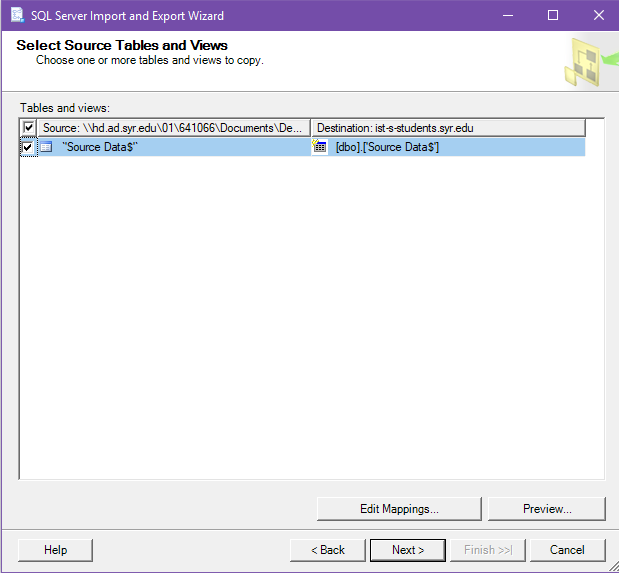 SQL Server Import and Export Wizard
Select Source Tables and Views
Choose one or more tables and views to copy.
Tables and views:
Source: \\hd.ad.syr.edu\01\641066\Documents\De... Destination: ist-s-students.syr.edu
`'Source Data$'` [dbo].['Source Data$']
Edit Mappings... Preview...
Help < Back Next > Finish >>| Cancel